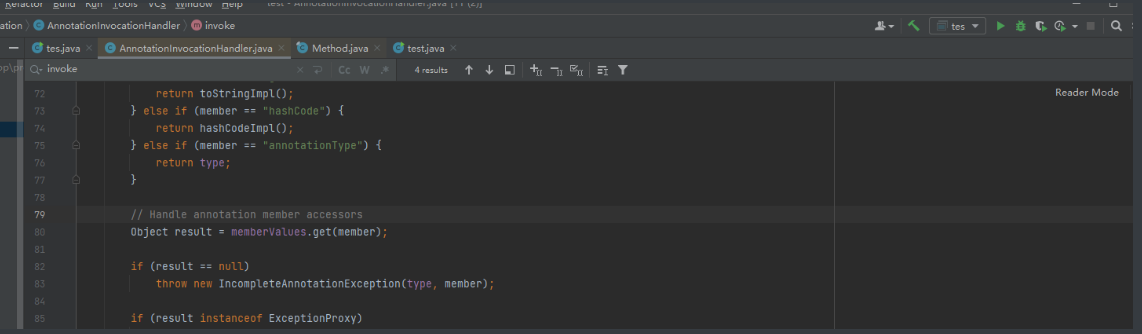 Refactor Build Run Tools VCS Window Help test - AnnotationInvocationHandler.java
ation AnnotationInvocationHandler invoke tes
tes.java AnnotationInvocationHandler.java Method.java test.java
invoke Cc W .* 4 results
Reader Mode
72 return toStringImpl();
73 } else if (member == "hashCode") {
74 return hashCodeImpl();
75 } else if (member == "annotationType") {
76 return type;
77 }
78
79 // Handle annotation member accessors
80 Object result = memberValues.get(member);
81
82 if (result == null)
83 throw new IncompleteAnnotationException(type, member);
84
85 if (result instanceof ExceptionProxy)